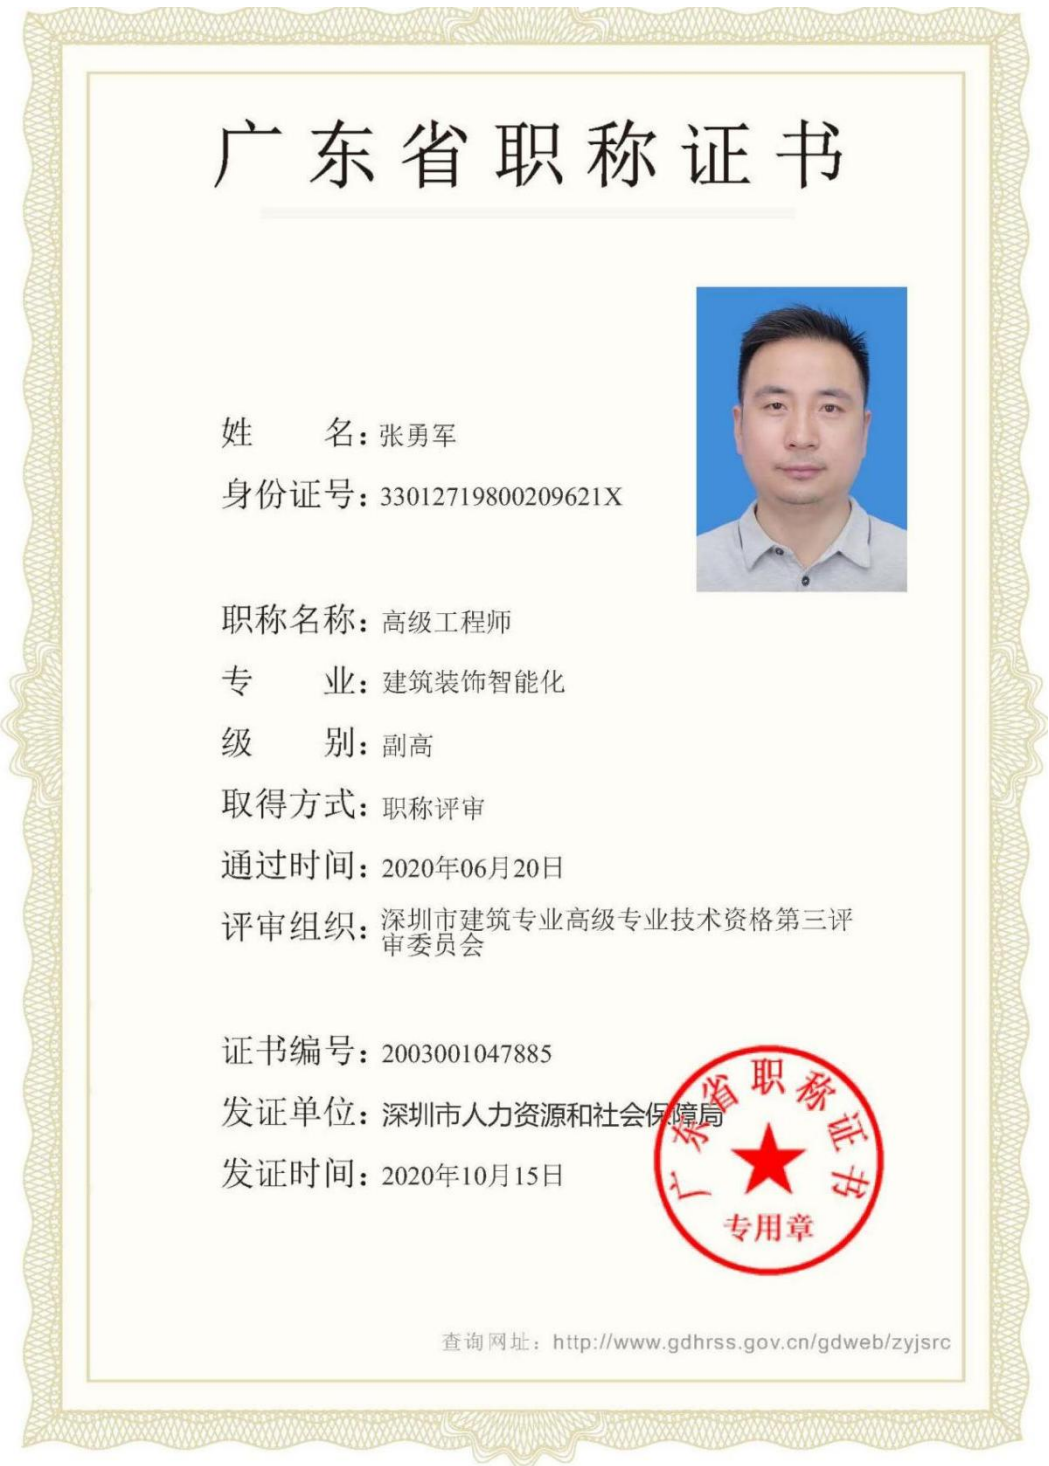 广东省职称证书
姓 名：张勇军
身份证号：33012719800209621X
职称名称：高级工程师
专 业：建筑装饰智能化
级 别：副高
取得方式：职称评审
通过时间：2020年06月20日
评审组织：深圳市建筑专业高级专业技术资格第三评
审委员会
证书编号：2003001047885
发证单位：深圳市人力资源和社会保障局
发证时间：2020年10月15日
广东省职称证书
专用章
查询网址：http://www.gdhrss.gov.cn/gdweb/zyjsrc